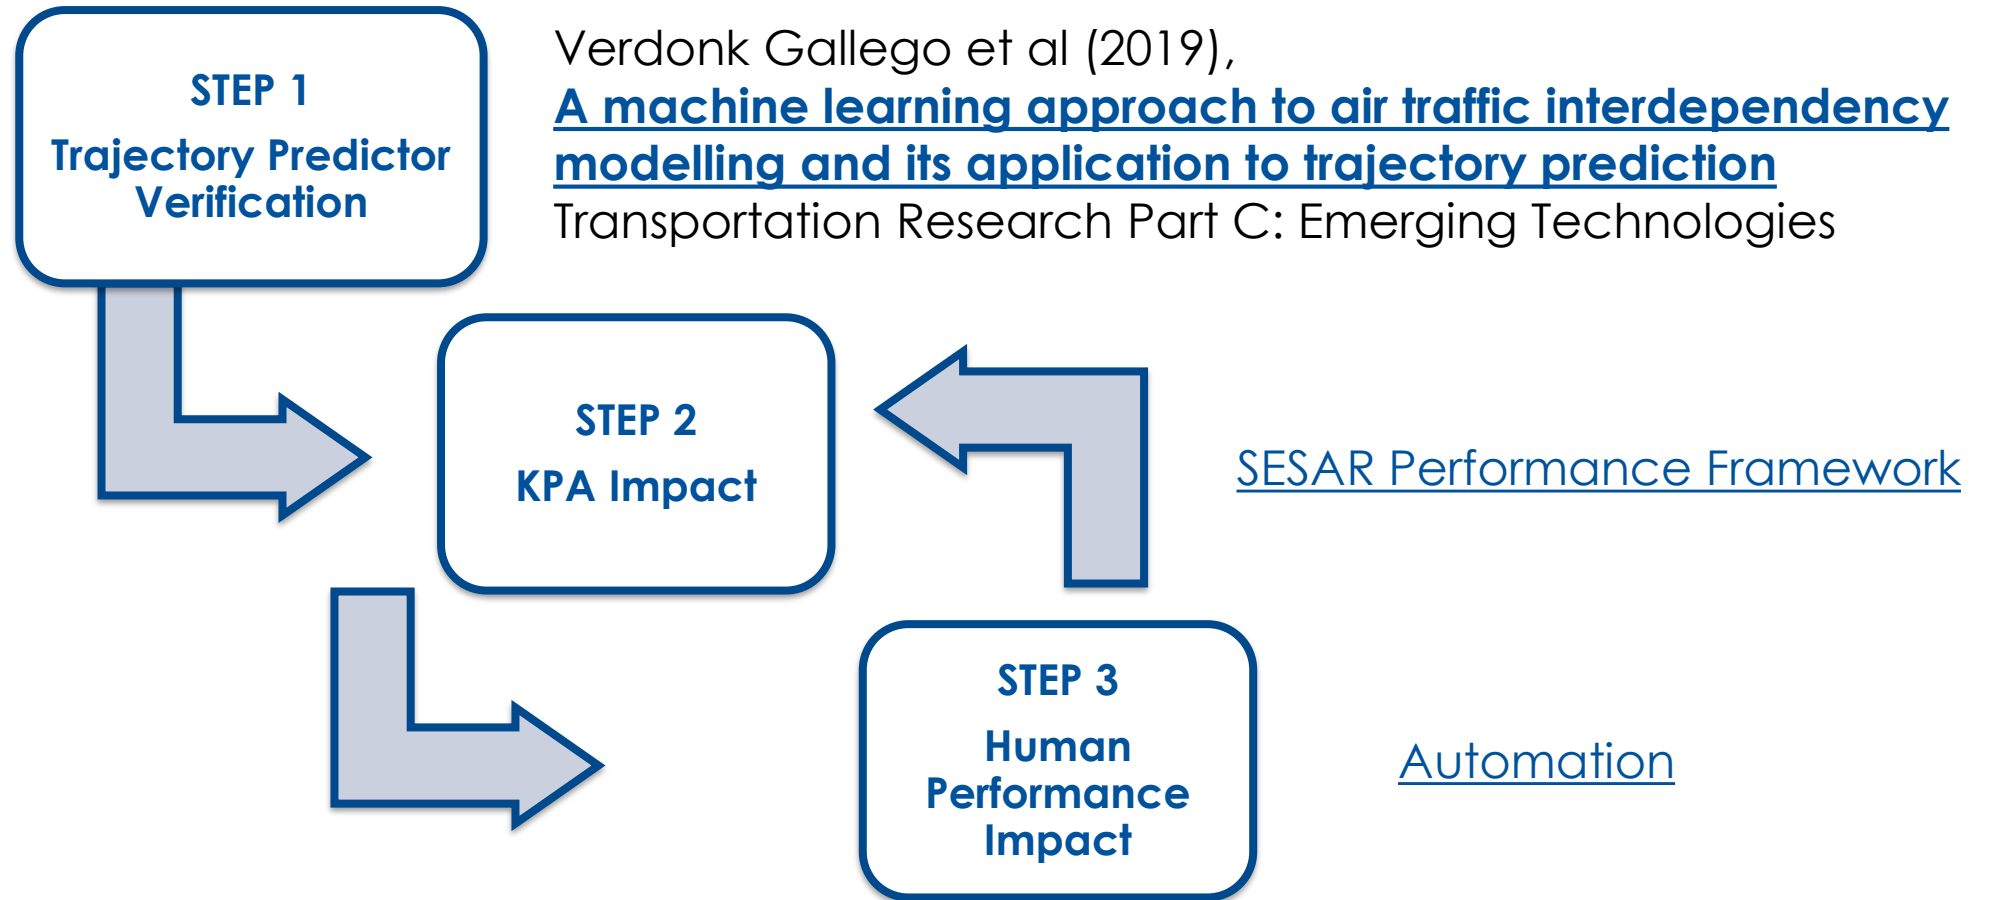 STEP 1
Trajectory Predictor
Verification
Verdonk Gallego et al (2019),
A machine learning approach to air traffic interdependency
modelling and its application to trajectory prediction
Transportation Research Part C: Emerging Technologies
STEP 2
KPA Impact
SESAR Performance Framework
STEP 3
Human
Performance
Impact
Automation